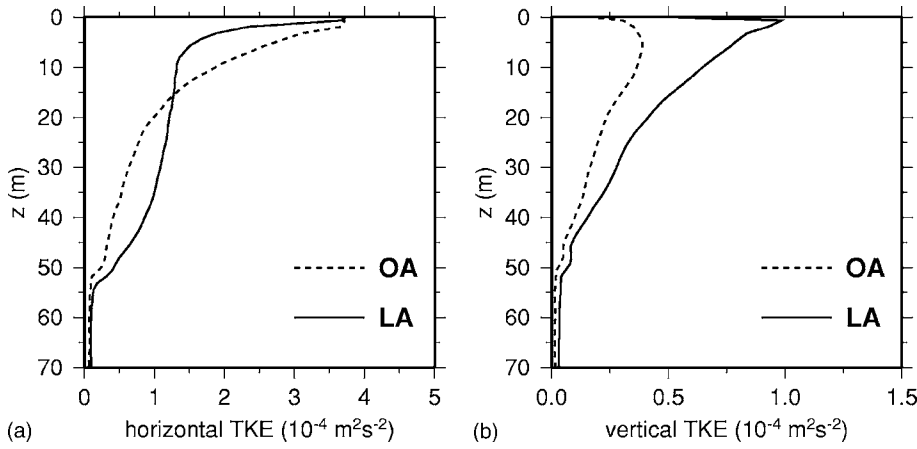 0
10
20
30
40
50
60
70
z (m)
0 1 2 3 4 5
OA
LA
(a) horizontal TKE (10⁻⁴ m²s⁻²)
0
10
20
30
40
50
60
70
z (m)
0.0 0.5 1.0 1.5
OA
LA
(b) vertical TKE (10⁻⁴ m²s⁻²)